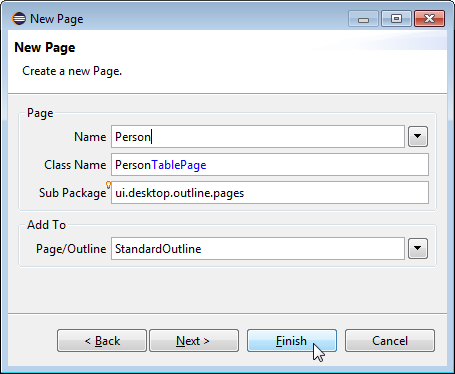 New Page
New Page
Create a new Page.
Page
Name Person
Class Name PersonTablePage
Sub Package ui.desktop.outline.pages
Add To
Page/Outline StandardOutline
< Back Next > Finish Cancel